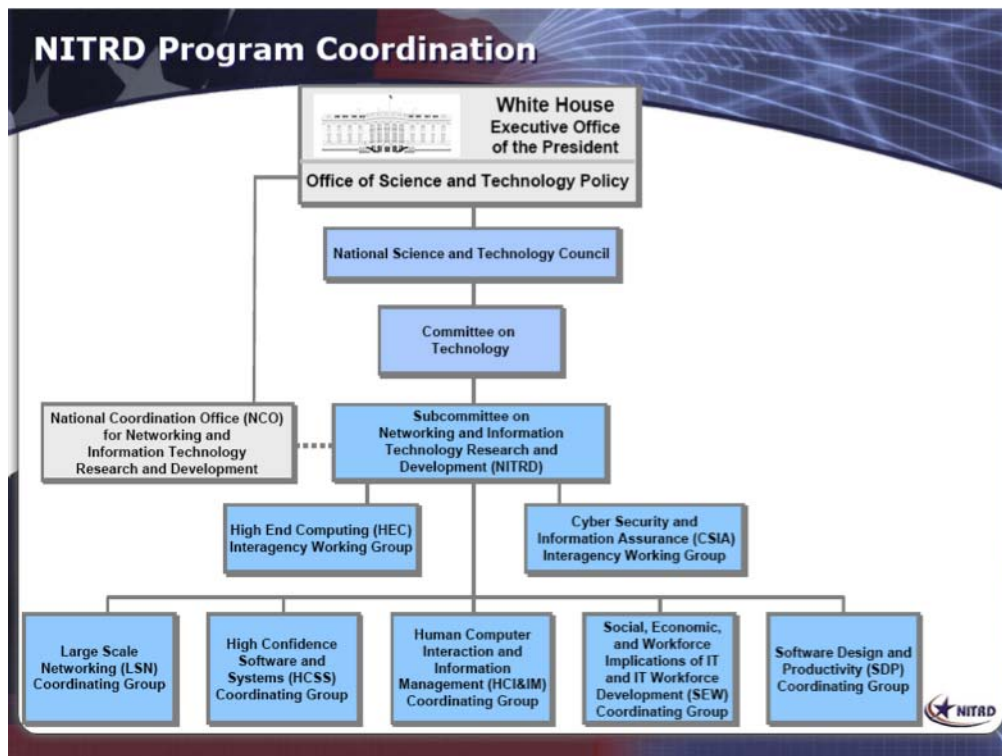 NITRD Program Coordination
White House
Executive Office
of the President
Office of Science and Technology Policy
National Science and Technology Council
Committee on
Technology
National Coordination Office (NCO)
for Networking and
Information Technology
Research and Development
Subcommittee on
Networking and Information
Technology Research and
Development (NITRD)
High End Computing (HEC)
Interagency Working Group
Cyber Security and
Information Assurance (CSIA)
Interagency Working Group
Large Scale
Networking (LSN)
Coordinating Group
High Confidence
Software and
Systems (HCSS)
Coordinating Group
Human Computer
Interaction and
Information
Management (HCI&IM)
Coordinating Group
Social, Economic,
and Workforce
Implications of IT
and IT Workforce
Development (SEW)
Coordinating Group
Software Design and
Productivity (SDP)
Coordinating Group
NITRD